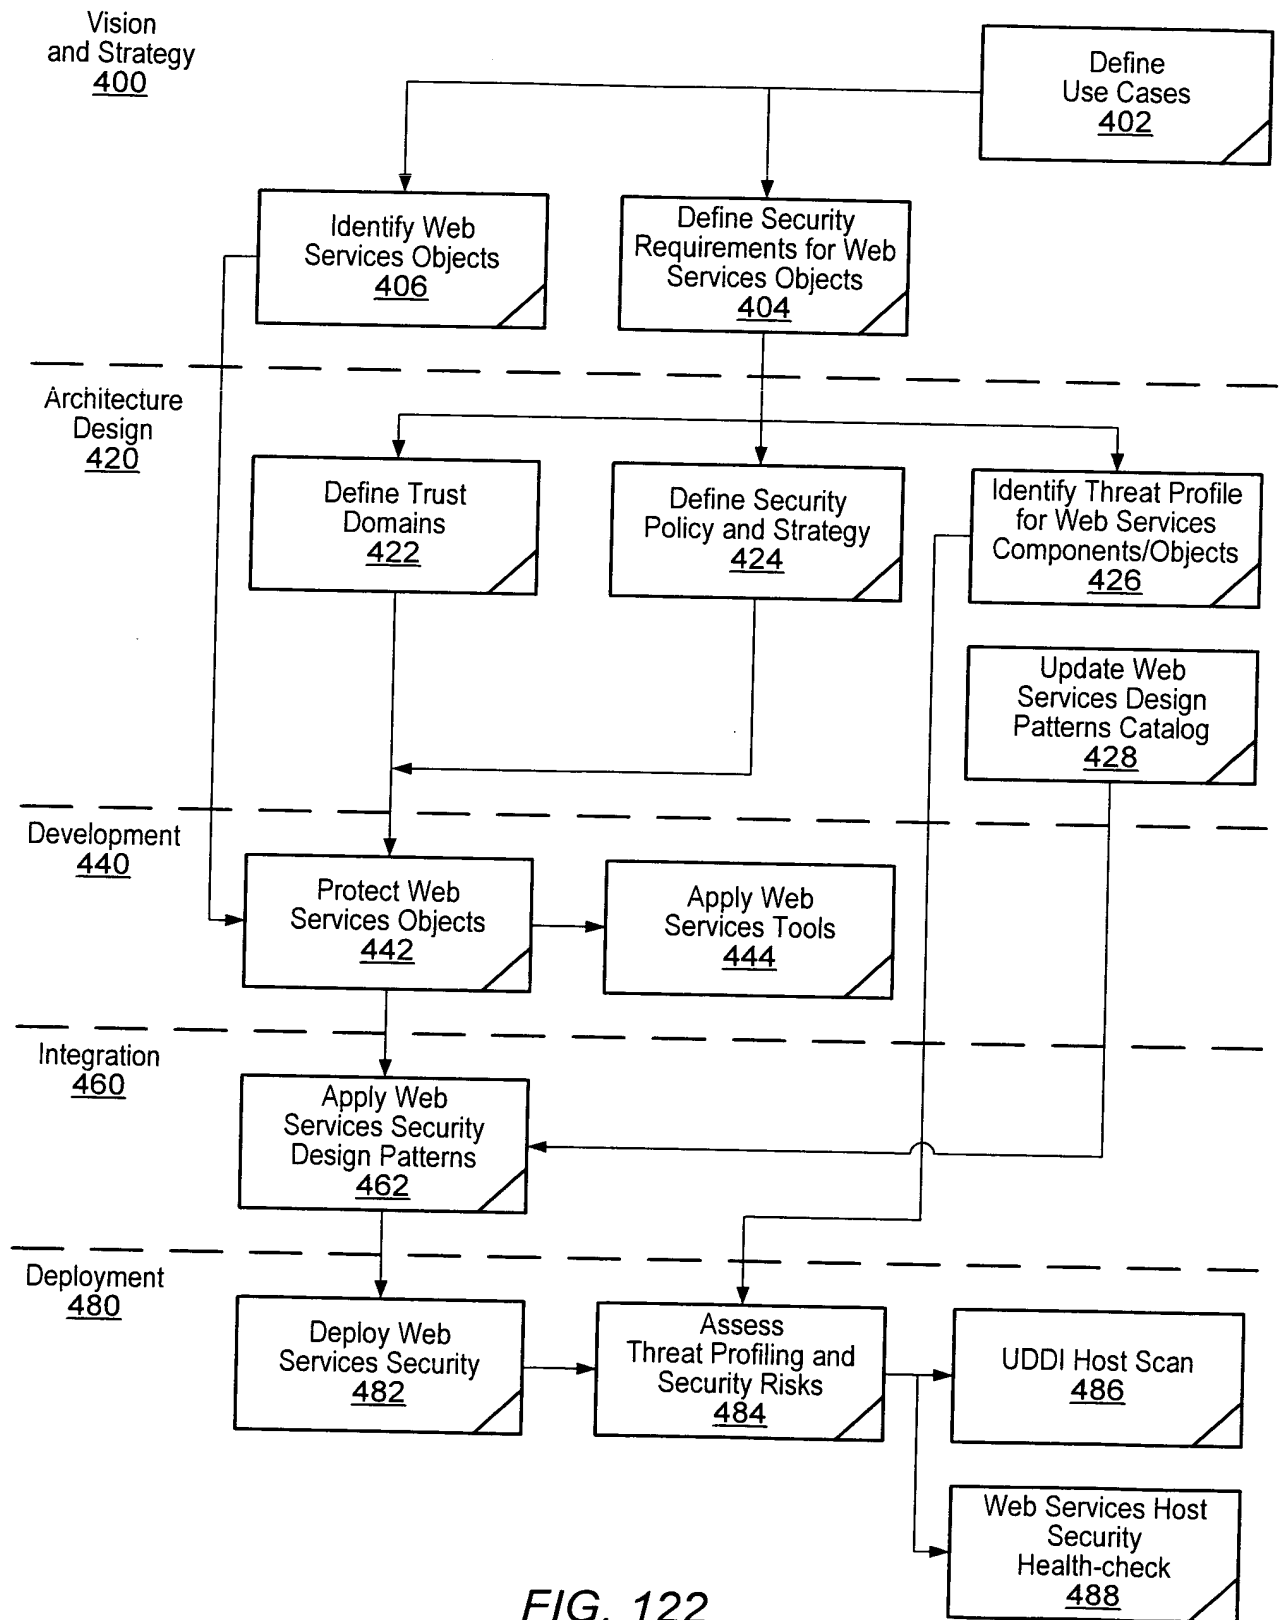 Vision
and Strategy
400
Define
Use Cases
402
Identify Web
Services Objects
406
Define Security
Requirements for Web
Services Objects
404
Architecture
Design
420
Define Trust
Domains
422
Define Security
Policy and Strategy
424
Identify Threat Profile
for Web Services
Components/Objects
426
Update Web
Services Design
Patterns Catalog
428
Development
440
Protect Web
Services Objects
442
Apply Web
Services Tools
444
Integration
460
Apply Web
Services Security
Design Patterns
462
Deployment
480
Deploy Web
Services Security
482
Assess
Threat Profiling and
Security Risks
484
UDDI Host Scan
486
Web Services Host
Security
Health-check
488
FIG. 122